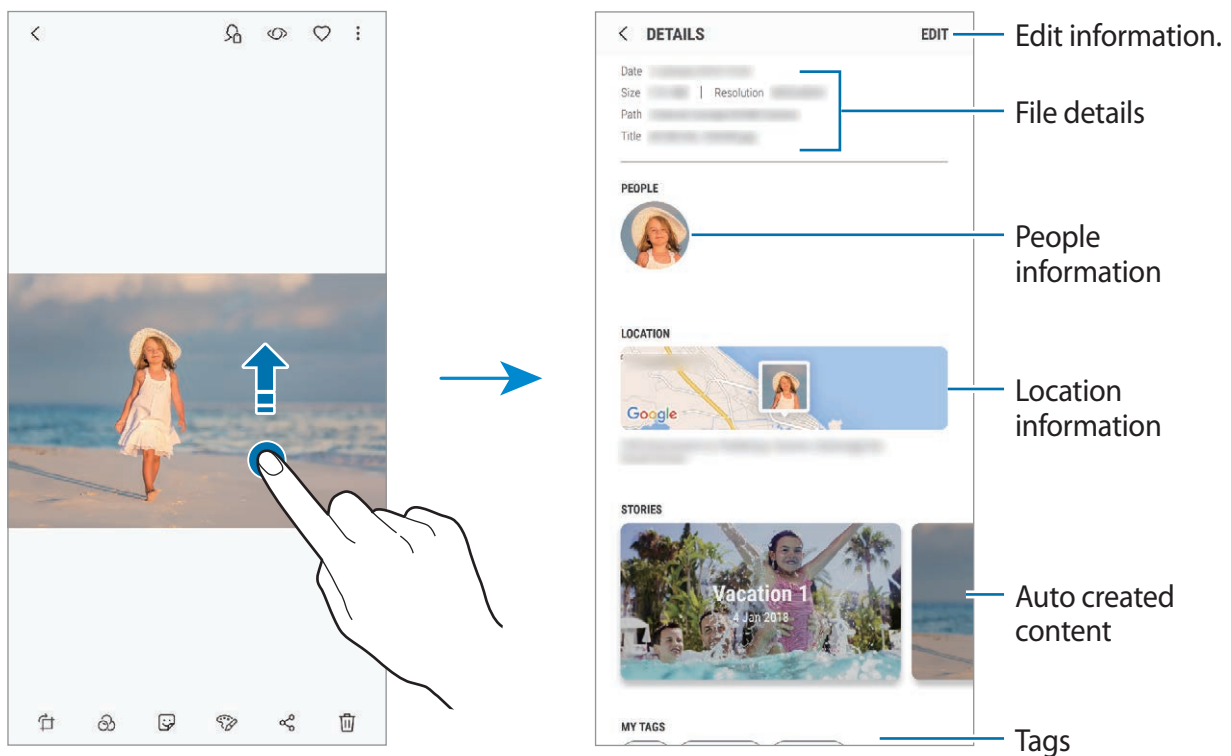 DETAILS
EDIT
Edit information.
Date
Size | Resolution
Path
Title
File details
PEOPLE
People
information
LOCATION
Google
Location
information
STORIES
Vacation 1
4 Jan 2018
Auto created
content
MY TAGS
Tags